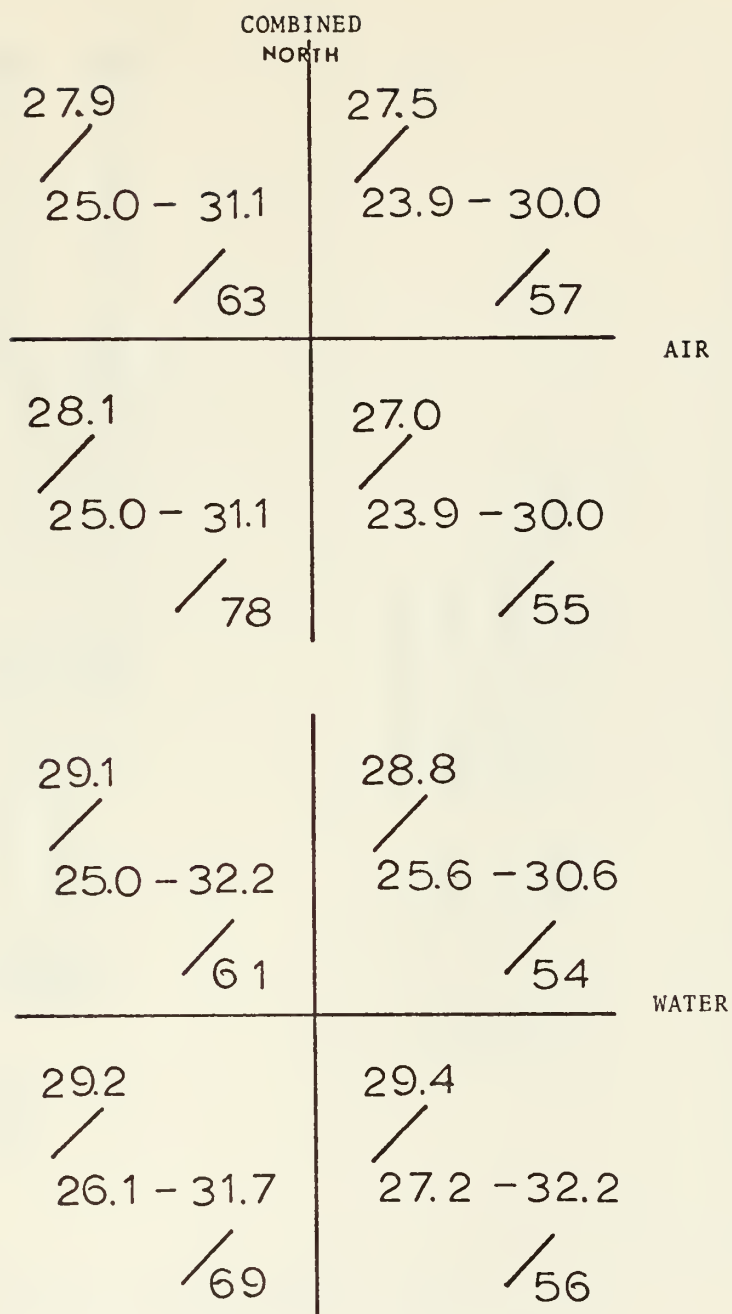 COMBINED
NORTH
27.9
27.5
25.0 - 31.1
23.9 - 30.0
/63
/57
AIR
28.1
27.0
25.0 - 31.1
23.9 - 30.0
/78
/55
29.1
28.8
25.0 - 32.2
25.6 - 30.6
/61
/54
WATER
29.2
29.4
26.1 - 31.7
27.2 - 32.2
/69
/56